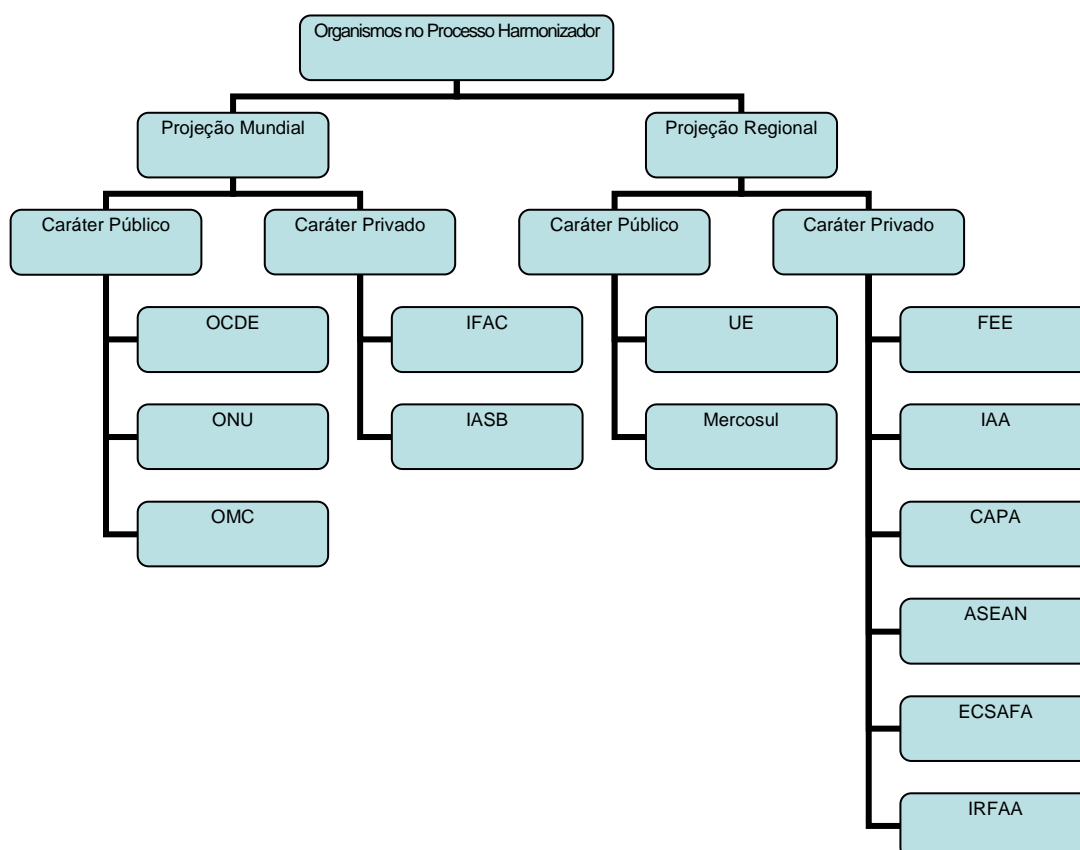 Organismos no Processo Harmonizador
Projeção Mundial
Projeção Regional
Caráter Público
Caráter Privado
Caráter Público
Caráter Privado
OCDE
IFAC
UE
FEE
ONU
IASB
Mercosul
IAA
OMC
CAPA
ASEAN
ECSAFA
IRFAA